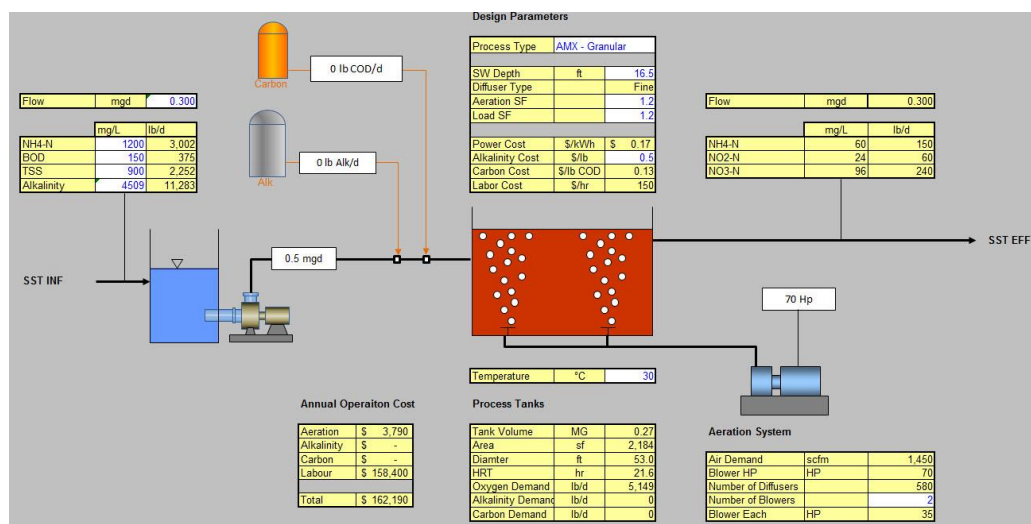 Design Parameters
Process Type AMX - Granular
SW Depth ft 16.5
Diffuser Type Fine
Aeration SF 1.2
Load SF 1.2
Power Cost $/kWh $ 0.17
Alkalinity Cost $/lb 0.5
Carbon Cost $/lb COD 0.13
Labor Cost $/hr 150
0 lb COD/d
Carbon
0 lb Alk/d
Alk
Flow mgd 0.300
mg/L lb/d
NH4-N 1200 3,002
BOD 150 375
TSS 900 2,252
Alkalinity 4509 11,283
Flow mgd 0.300
mg/L lb/d
NH4-N 60 150
NO2-N 24 60
NO3-N 96 240
SST INF
0.5 mgd
SST EFF
70 Hp
Temperature °C 30
Annual Operaiton Cost
Aeration $ 3,790
Alkalinity $ -
Carbon $ -
Labour $ 158,400
Total $ 162,190
Process Tanks
Tank Volume MG 0.27
Area sf 2,184
Diamter ft 53.0
HRT hr 21.6
Oxygen Demand lb/d 5,149
Alkalinity Demand lb/d 0
Carbon Demand lb/d 0
Aeration System
Air Demand scfm 1,450
Blower HP HP 70
Number of Diffusers 580
Number of Blowers 2
Blower Each HP 35